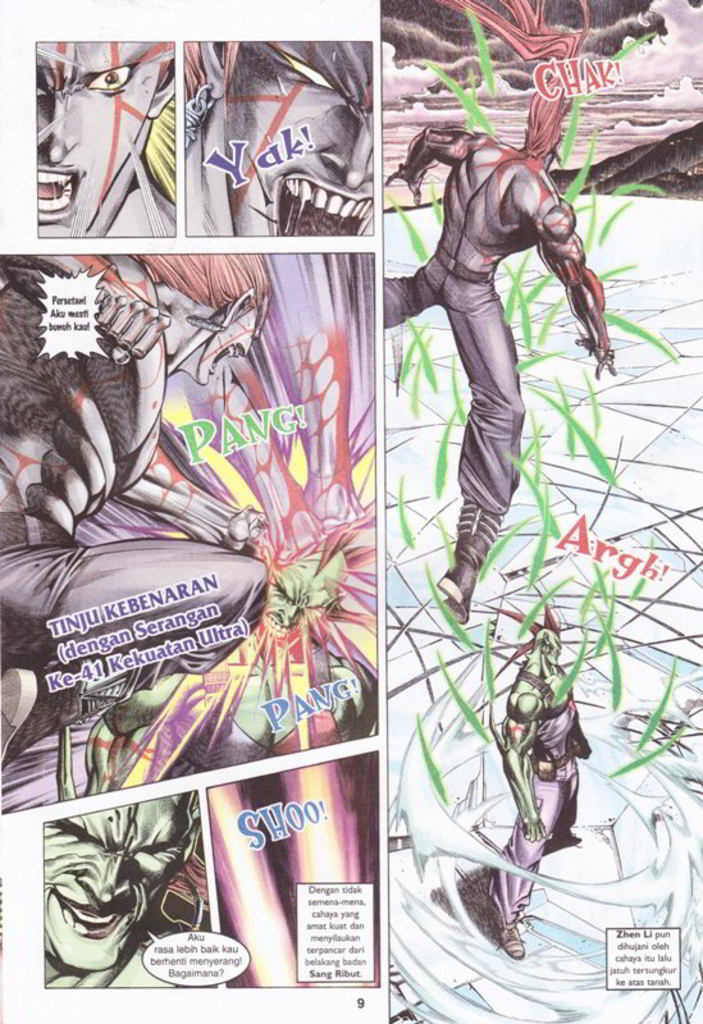 Yak!
Persetan!
Aku mesti
bunuh kau!
PANG!
TINJU KEBENARAN
(dengan Serangan
Ke-41 Kekuatan Ultra)
PANG!
Aku
rasa lebih baik kau
berhenti menyerang!
Bagaimana?
SHOO!
Dengan tidak
semena-mena,
cahaya yang
amat kuat dan
menyilaukan
terpancar dari
belakang badan
Sang Ribut.
CHAK!
Argh!
Zhen Li pun
dihujani oleh
cahaya itu lalu
jatuh tersungkur
ke atas tanah.
9